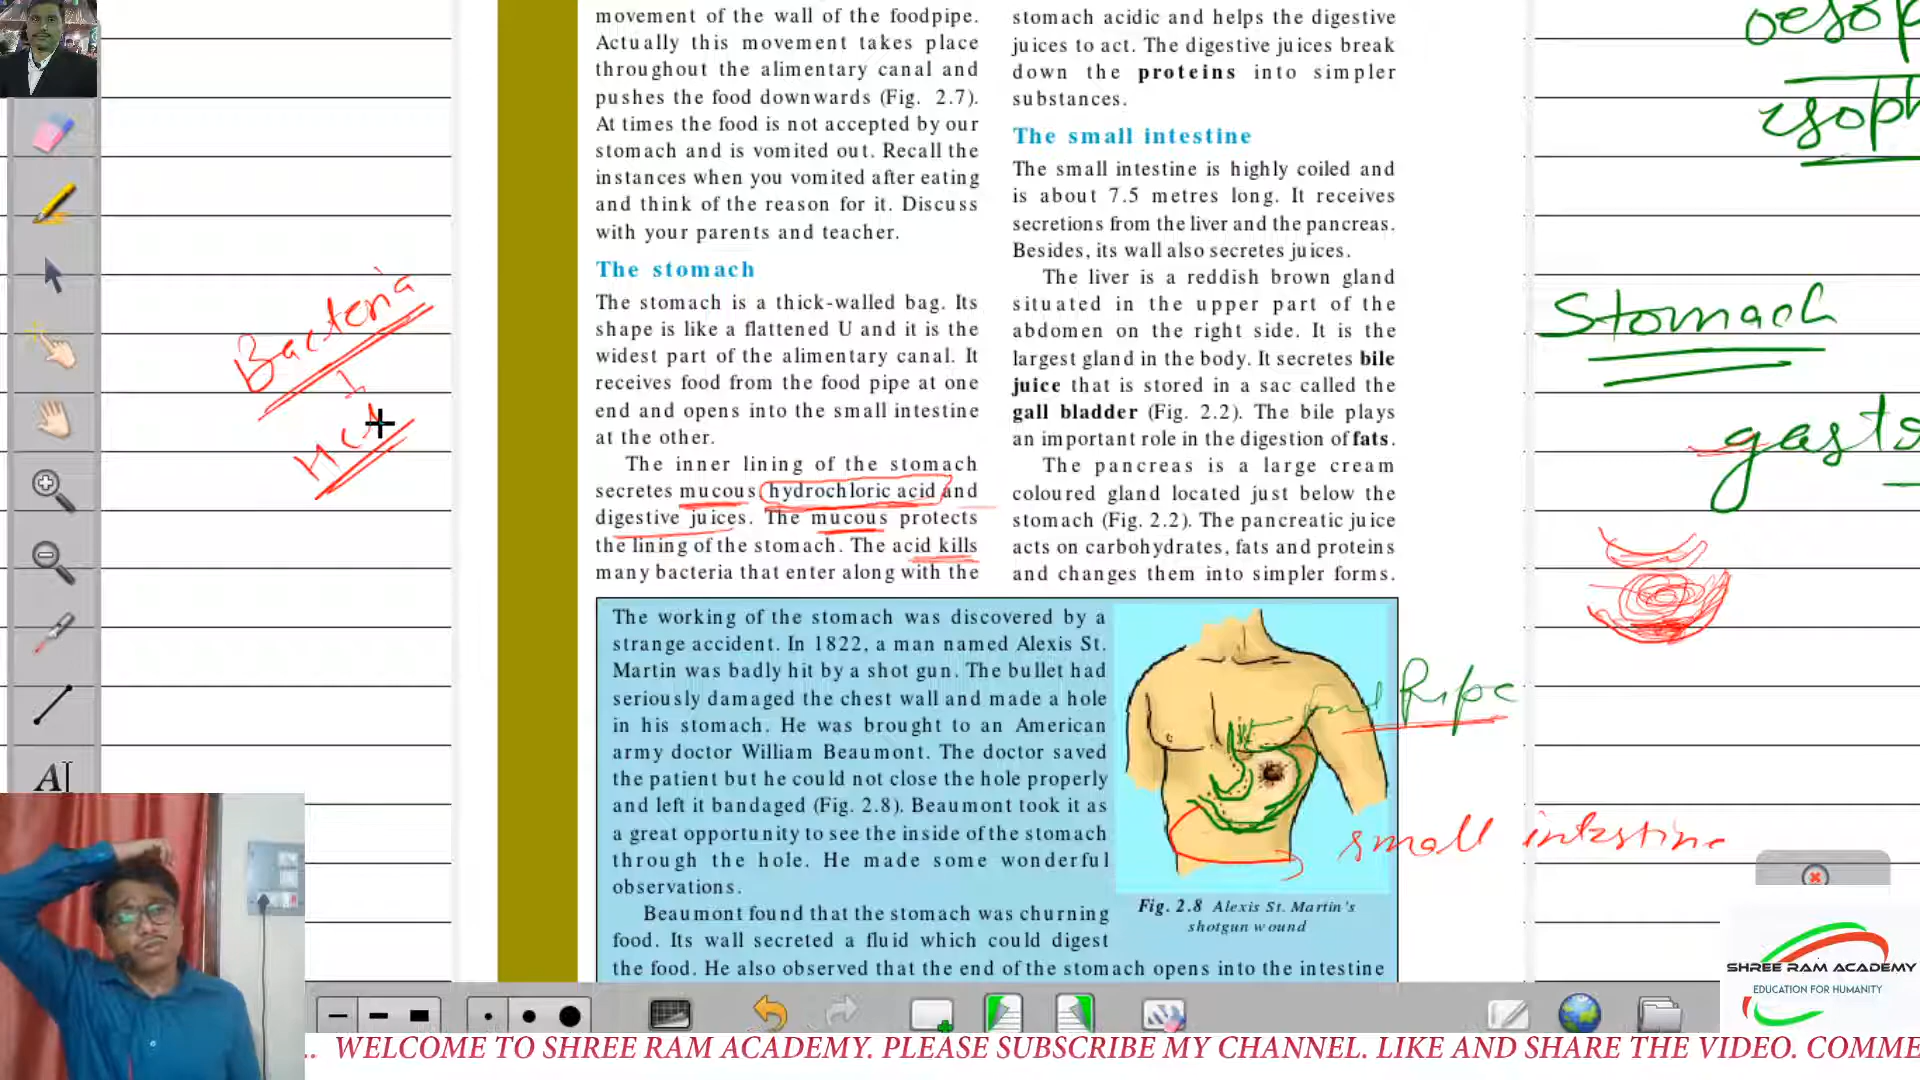 movement of the wall of the foodpipe.
Actually this movement takes place
throughout the alimentary canal and
pushes the food downwards (Fig. 2.7).
At times the food is not accepted by our
stomach and is vomited out. Recall the
instances when you vomited after eating
and think of the reason for it. Discuss
with your parents and teacher.
The stomach
The stomach is a thick-walled bag. Its
shape is like a flattened U and it is the
widest part of the alimentary canal. It
receives food from the food pipe at one
end and opens into the small intestine
at the other.
The inner lining of the stomach
secretes mucous, hydrochloric acid and
digestive juices. The mucous protects
the lining of the stomach. The acid kills
many bacteria that enter along with the
stomach acidic and helps the digestive
juices to act. The digestive juices break
down the proteins into simpler
substances.
The small intestine
The small intestine is highly coiled and
is about 7.5 metres long. It receives
secretions from the liver and the pancreas.
Besides, its wall also secretes juices.
The liver is a reddish brown gland
situated in the upper part of the
abdomen on the right side. It is the
largest gland in the body. It secretes bile
juice that is stored in a sac called the
gall bladder (Fig. 2.2). The bile plays
an important role in the digestion of fats.
The pancreas is a large cream
coloured gland located just below the
stomach (Fig. 2.2). The pancreatic juice
acts on carbohydrates, fats and proteins
and changes them into simpler forms.
The working of the stomach was discovered by a
strange accident. In 1822, a man named Alexis St.
Martin was badly hit by a shot gun. The bullet had
seriously damaged the chest wall and made a hole
in his stomach. He was brought to an American
army doctor William Beaumont. The doctor saved
the patient but he could not close the hole properly
and left it bandaged (Fig. 2.8). Beaumont took it as
a great opportunity to see the inside of the stomach
through the hole. He made some wonderful
observations.
Beaumont found that the stomach was churning
food. Its wall secreted a fluid which could digest
the food. He also observed that the end of the stomach opens into the intestine
Fig. 2.8 Alexis St. Martin's
shotgun wound
Bacteria
HCl
oesop
esoph
Stomach
gasto
Pipe
small intestine
A
SHREE RAM ACADEMY
EDUCATION FOR HUMANITY
.. WELCOME TO SHREE RAM ACADEMY. PLEASE SUBSCRIBE MY CHANNEL. LIKE AND SHARE THE VIDEO. COMME